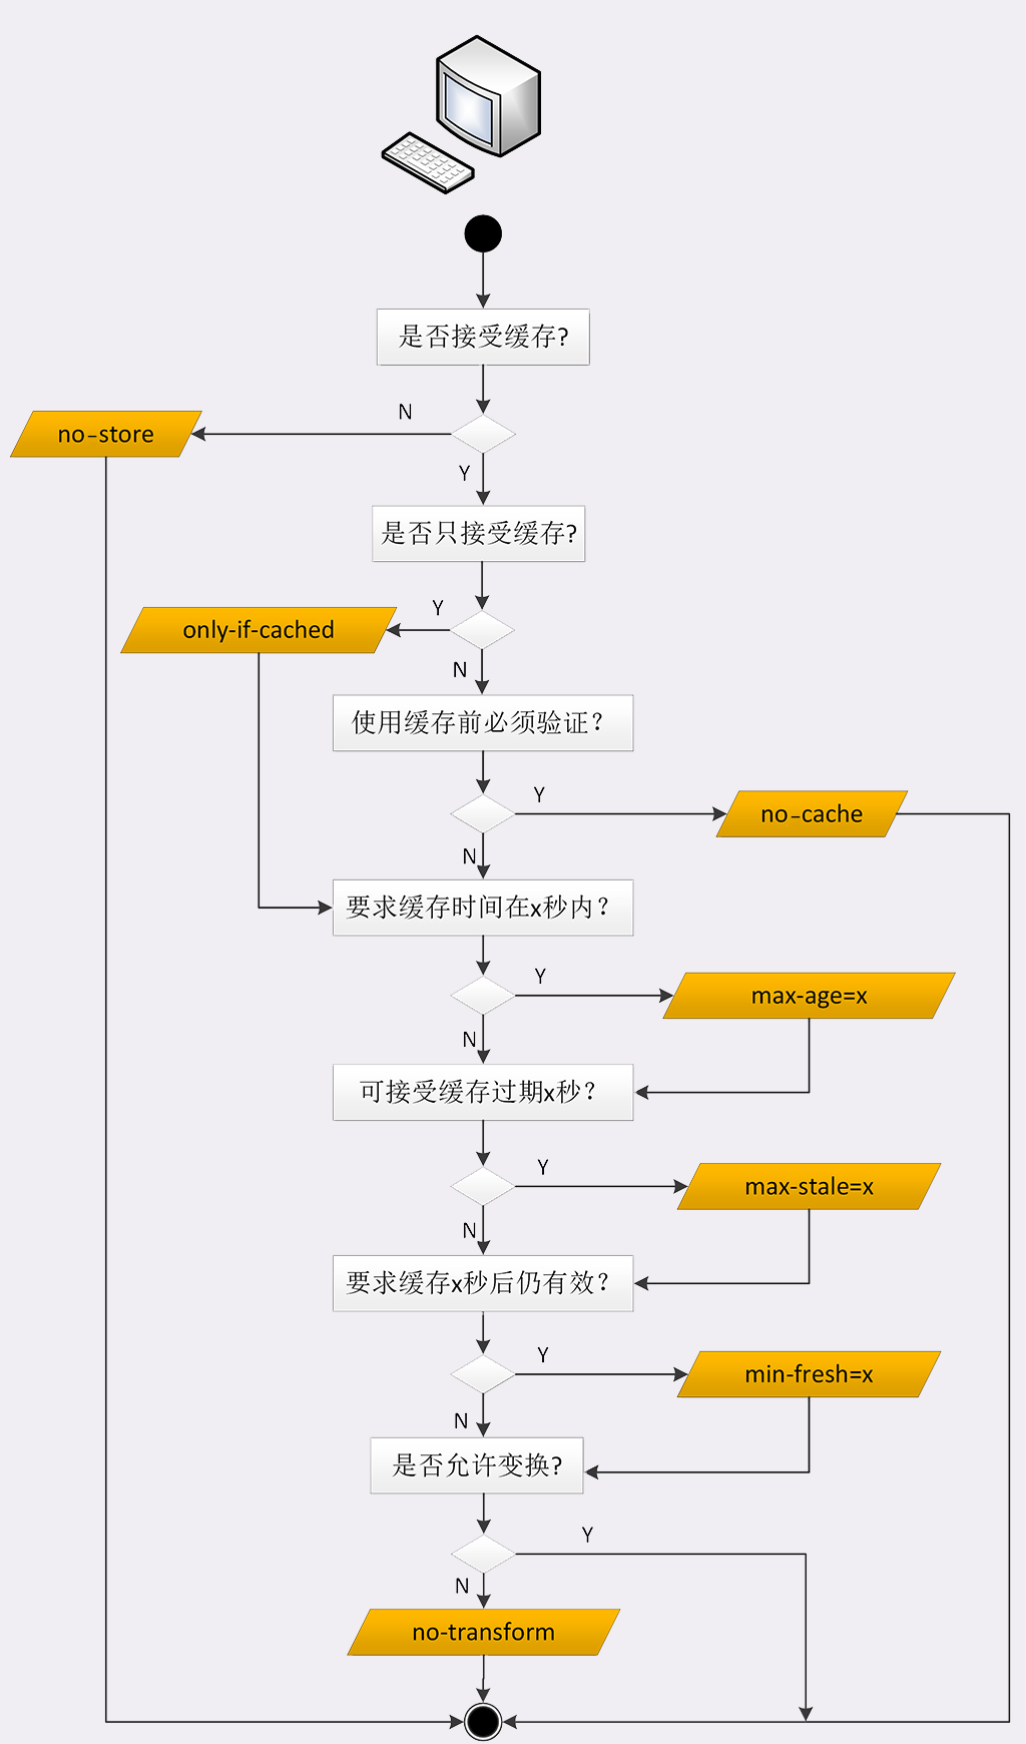 是否接受缓存?
N
no-store
Y
是否只接受缓存?
Y
only-if-cached
N
使用缓存前必须验证？
Y
no-cache
N
要求缓存时间在x秒内？
Y
max-age=x
N
可接受缓存过期x秒？
Y
max-stale=x
N
要求缓存x秒后仍有效？
Y
min-fresh=x
N
是否允许变换?
Y
N
no-transform